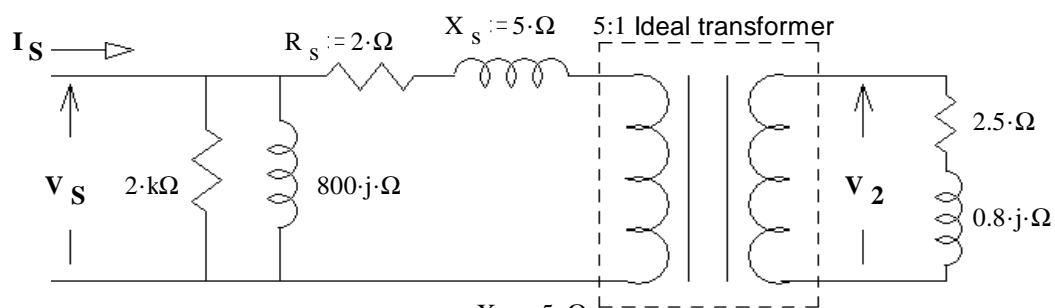 I S
R s := 2·Ω
X s := 5·Ω
5:1 Ideal transformer
V S
2·kΩ
800·j·Ω
V 2
2.5·Ω
0.8·j·Ω